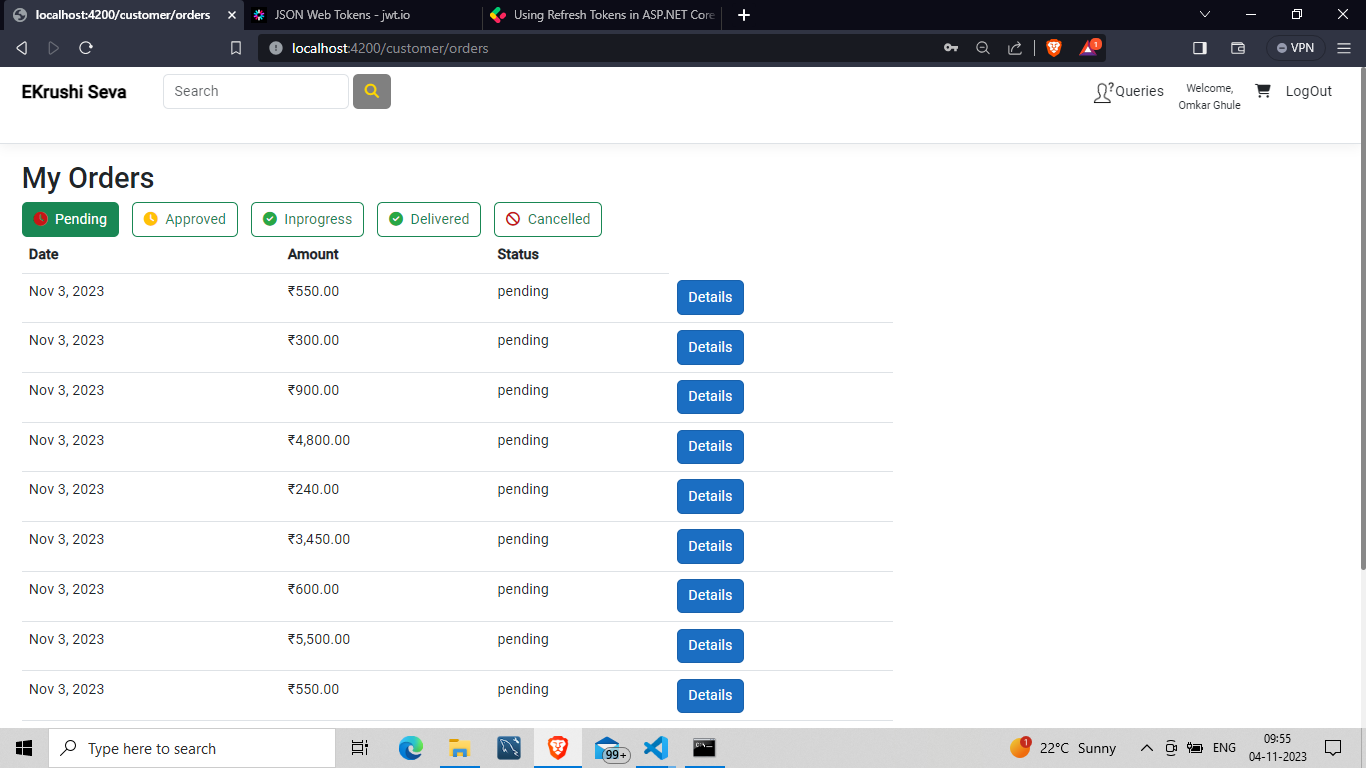 localhost:4200/customer/orders
JSON Web Tokens - jwt.io
Using Refresh Tokens in ASP.NET Core
localhost:4200/customer/orders
1
VPN
EKrushi Seva
Search
Queries
Welcome,
Omkar Ghule
LogOut
My Orders
Pending
Approved
Inprogress
Delivered
Cancelled
Date Amount Status
Nov 3, 2023 ₹550.00 pending Details
Nov 3, 2023 ₹300.00 pending Details
Nov 3, 2023 ₹900.00 pending Details
Nov 3, 2023 ₹4,800.00 pending Details
Nov 3, 2023 ₹240.00 pending Details
Nov 3, 2023 ₹3,450.00 pending Details
Nov 3, 2023 ₹600.00 pending Details
Nov 3, 2023 ₹5,500.00 pending Details
Nov 3, 2023 ₹550.00 pending Details
Type here to search
99+
1
22°C Sunny
ENG
09:55
04-11-2023